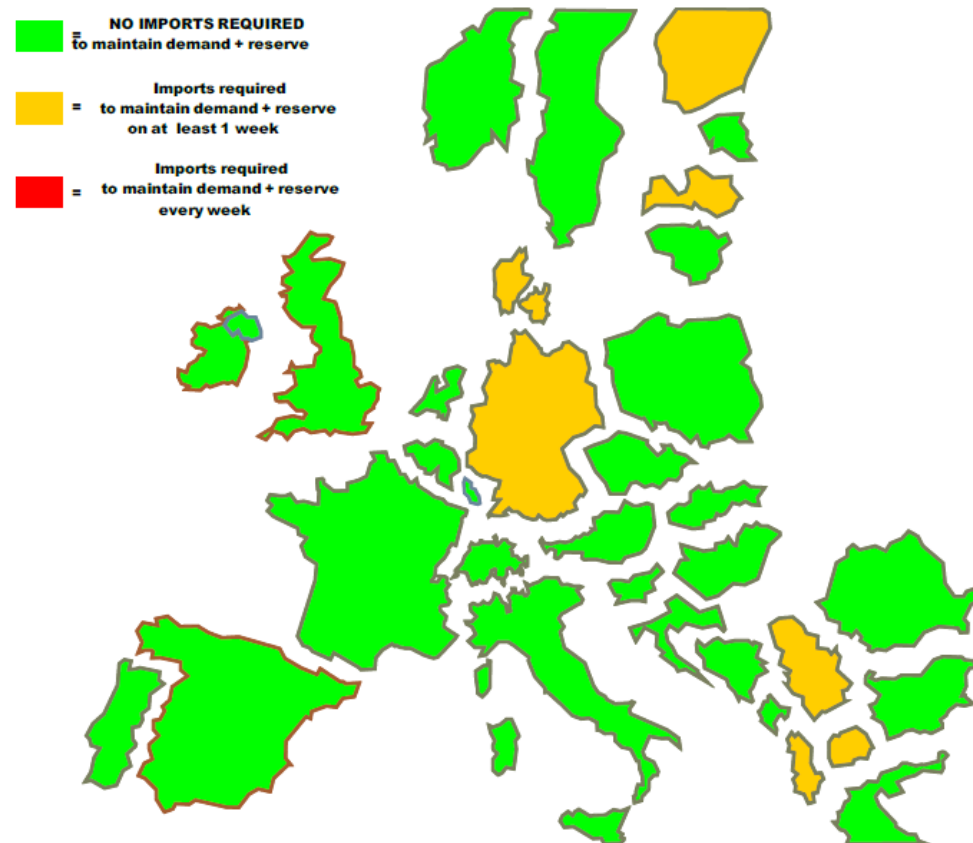 = NO IMPORTS REQUIRED
to maintain demand + reserve
Imports required
= to maintain demand + reserve
on at least 1 week
Imports required
= to maintain demand + reserve
every week